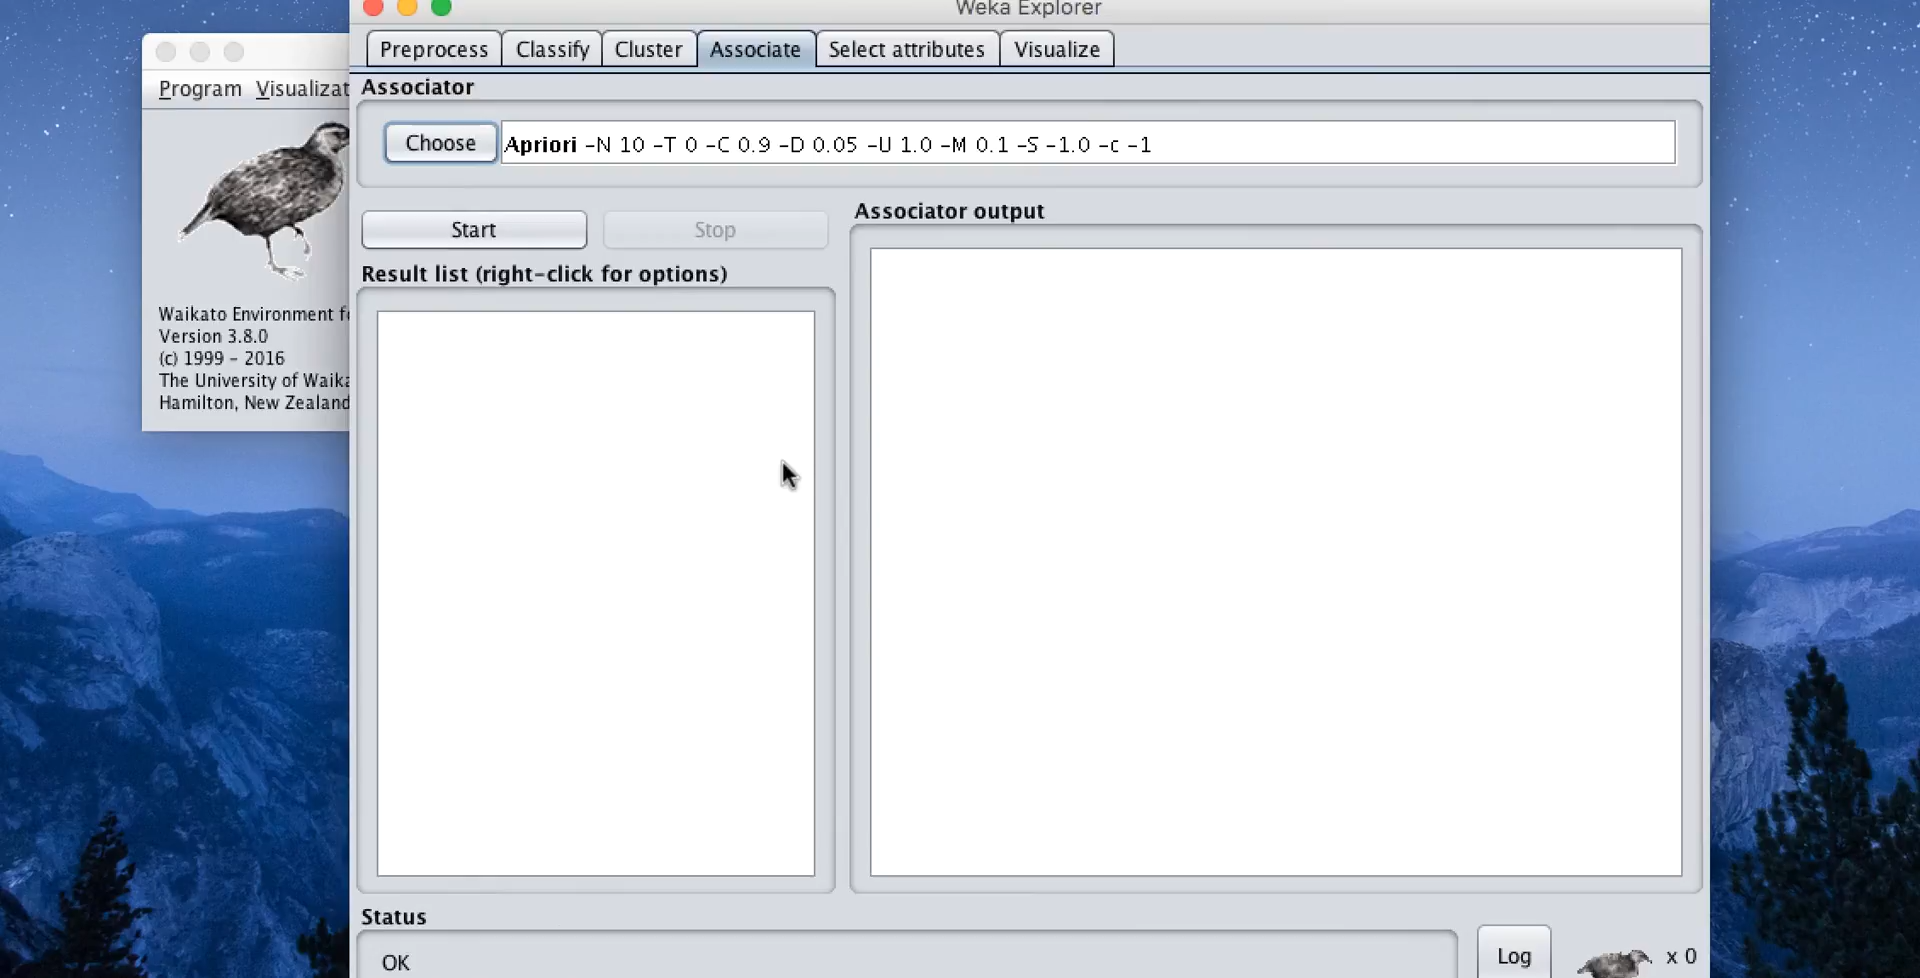 Weka Explorer
Preprocess Classify Cluster Associate Select attributes Visualize
Program
Associator
Choose Apriori -N 10 -T 0 -C 0.9 -D 0.05 -U 1.0 -M 0.1 -S -1.0 -c -1
Start Stop
Associator output
Result list (right-click for options)
Waikato Environment
Version 3.8.0
(c) 1999 - 2016
The University of
Hamilton, New Zealand
Status
OK
Log x 0